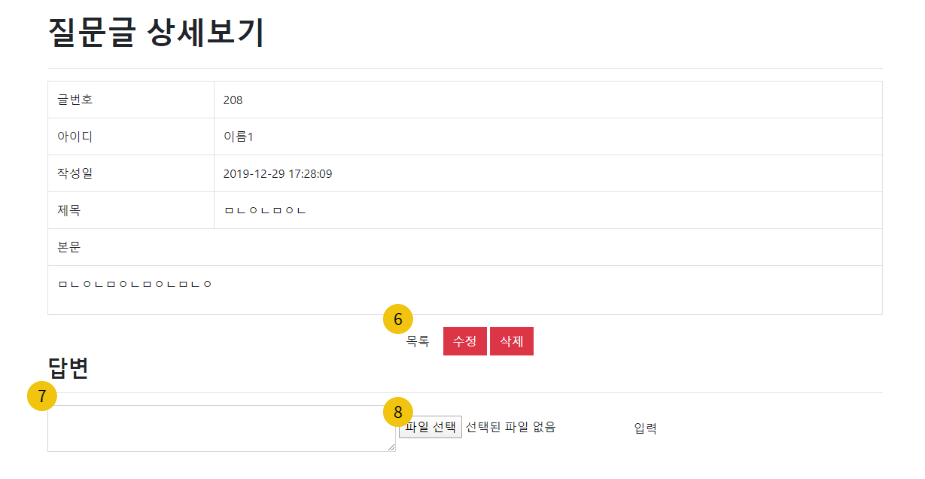 질문글 상세보기
글번호 208
아이디 이름1
작성일 2019-12-29 17:28:09
제목 ㅁㄴㅇㄴㅁㅇㄴ
본문
ㅁㄴㅇㄴㅁㅇㄴㅁㅇㄴㅁㄴㅇ
6
목록 수정 삭제
답변
7
8
파일 선택 선택된 파일 없음 입력